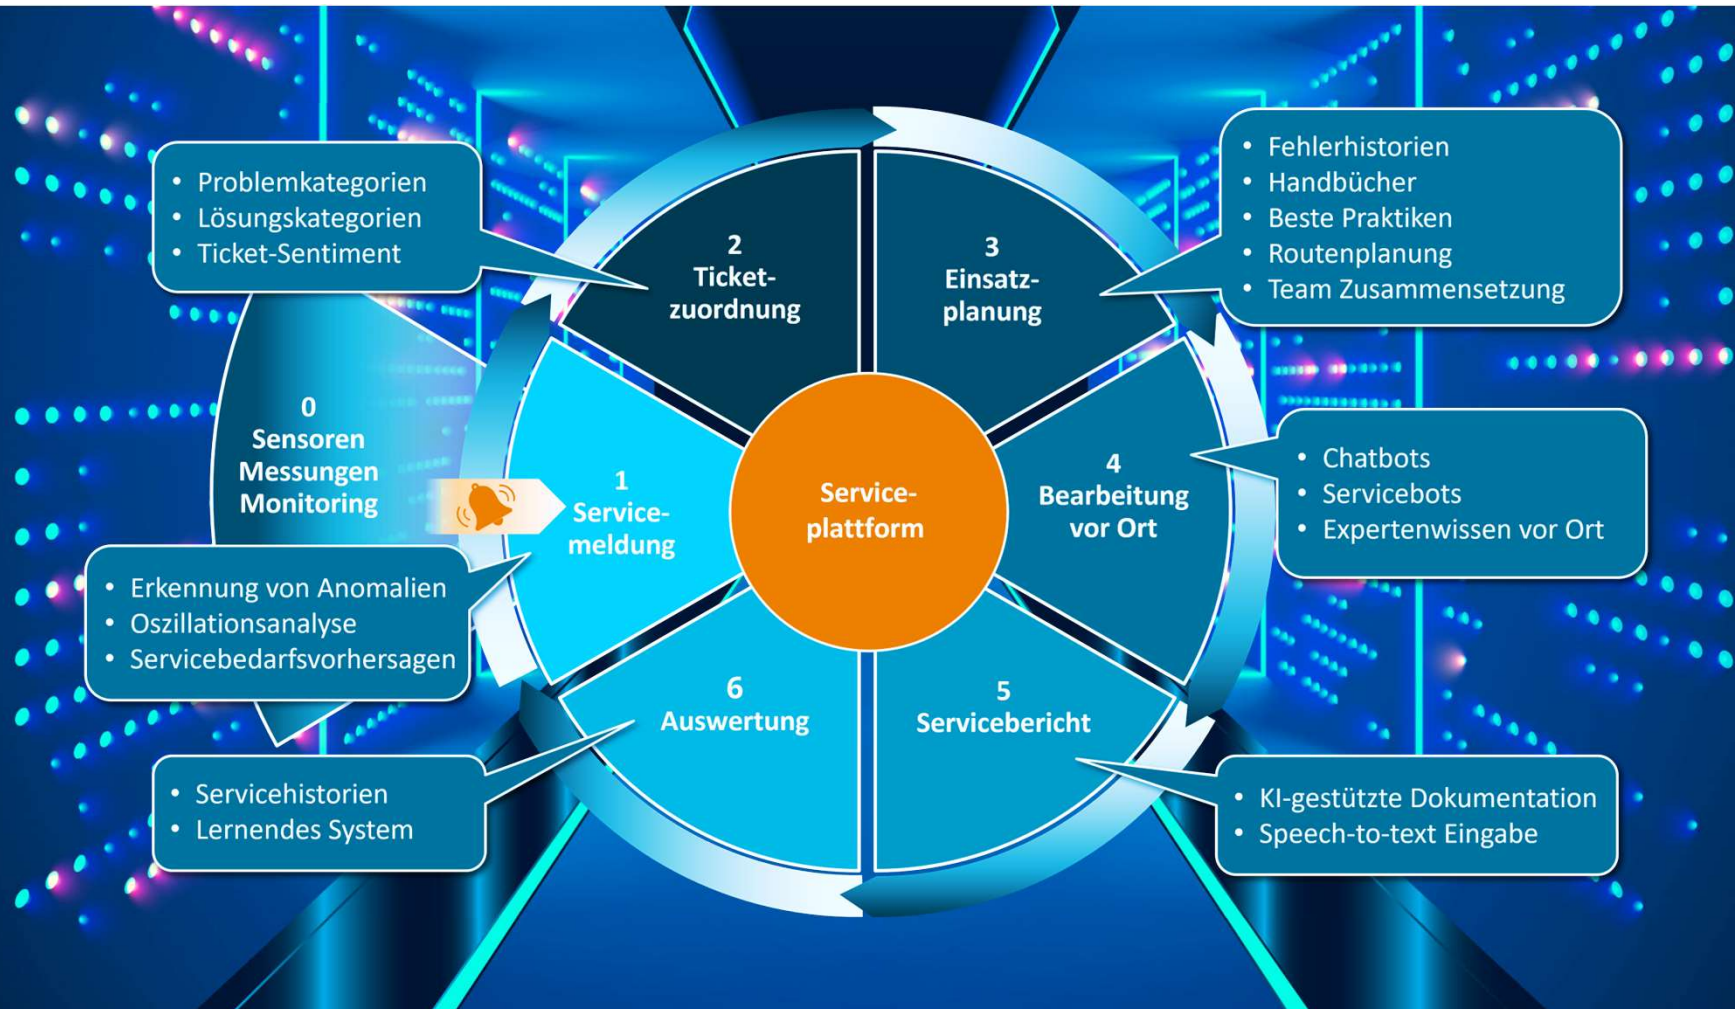 0
Sensoren
Messungen
Monitoring
1
Service-
meldung
• Erkennung von Anomalien
• Oszillationsanalyse
• Servicebedarfsvorhersagen
2
Ticket-
zuordnung
• Problemkategorien
• Lösungskategorien
• Ticket-Sentiment
3
Einsatz-
planung
• Fehlerhistorien
• Handbücher
• Beste Praktiken
• Routenplanung
• Team Zusammensetzung
4
Bearbeitung
vor Ort
• Chatbots
• Servicebots
• Expertenwissen vor Ort
5
Servicebericht
• KI-gestützte Dokumentation
• Speech-to-text Eingabe
6
Auswertung
• Servicehistorien
• Lernendes System
Service-
plattform